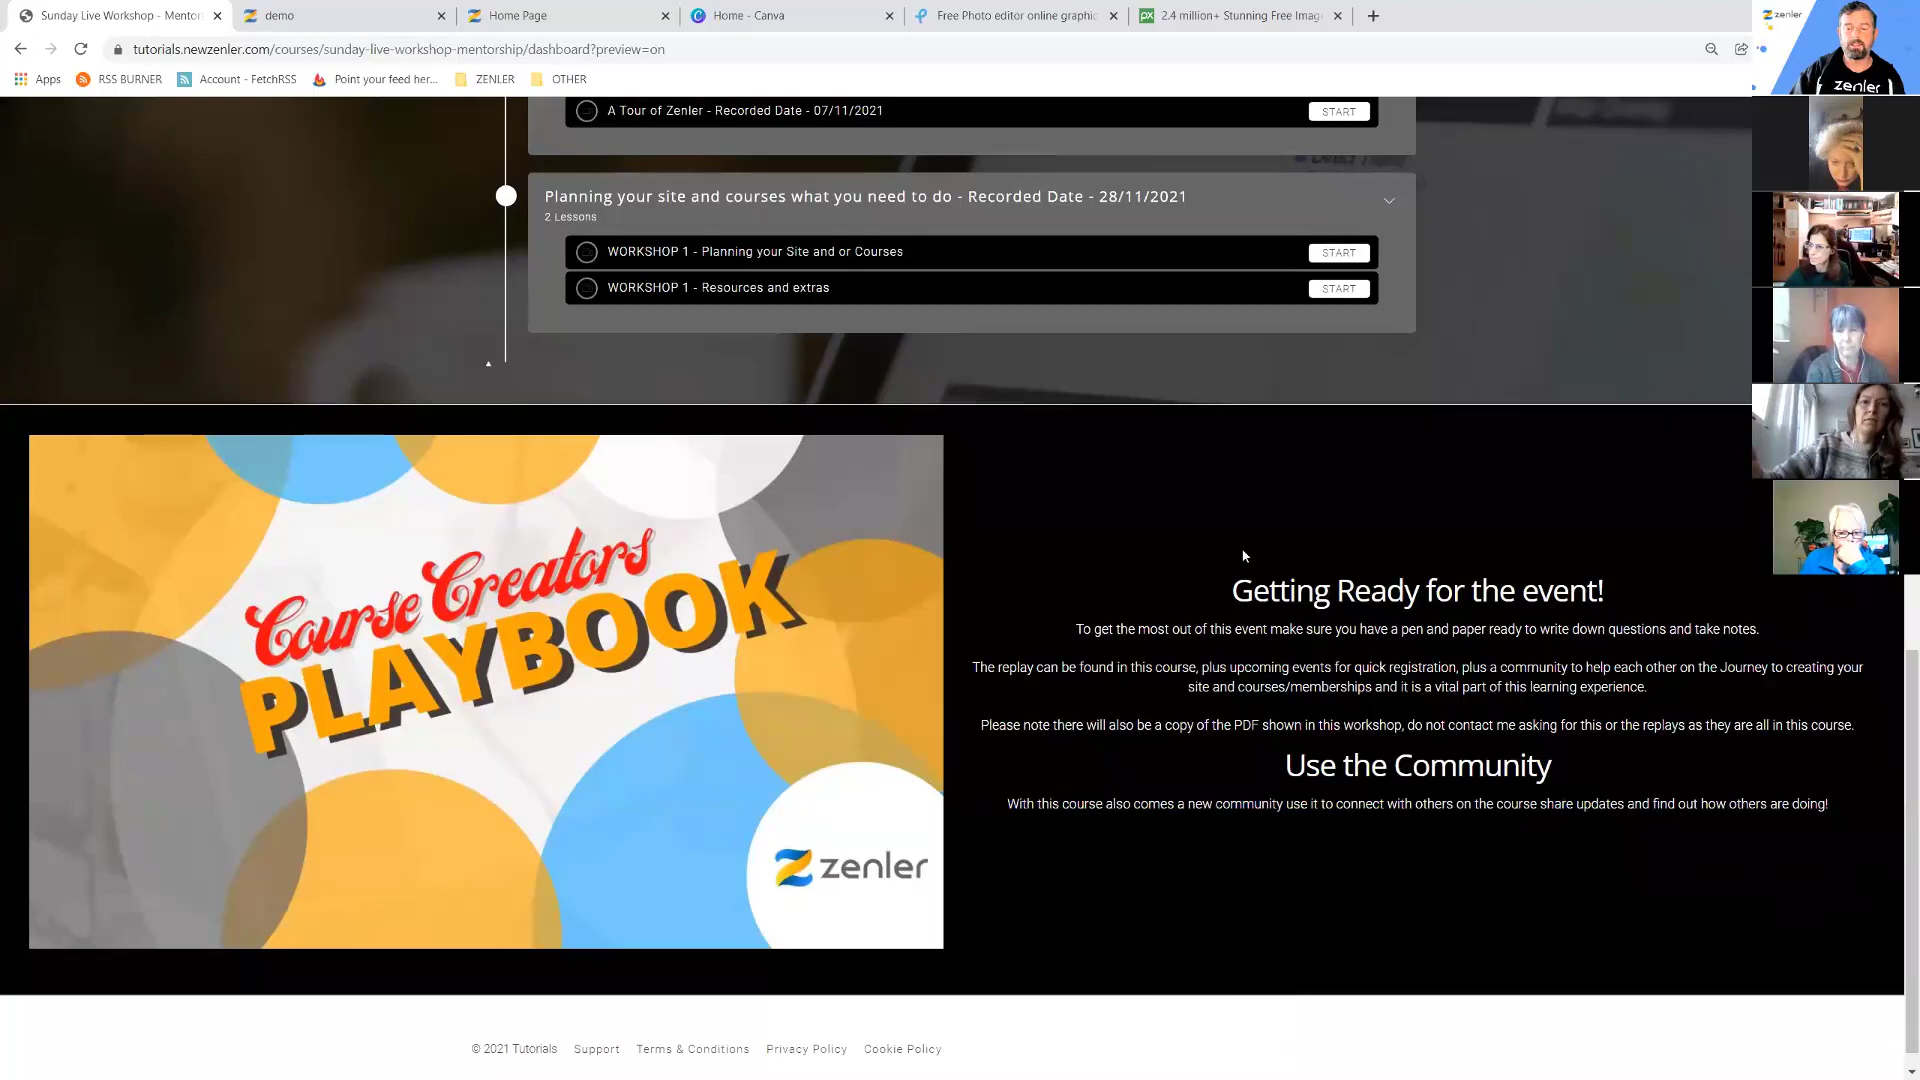 Sunday Live Workshop - Mentor
demo
Home Page
Home - Canva
Free Photo editor online graphic
2.4 million+ Stunning Free Imag
tutorials.newzenler.com/courses/sunday-live-workshop-mentorship/dashboard?preview=on
Apps
RSS BURNER
Account - FetchRSS
Point your feed her...
ZENLER
OTHER
zenler
zenler
A Tour of Zenler - Recorded Date - 07/11/2021
START
Planning your site and courses what you need to do - Recorded Date - 28/11/2021
2 Lessons
WORKSHOP 1 - Planning your Site and or Courses
START
WORKSHOP 1 - Resources and extras
START
Course Creators
PLAYBOOK
zenler
Getting Ready for the event!
To get the most out of this event make sure you have a pen and paper ready to write down questions and take notes.
The replay can be found in this course, plus upcoming events for quick registration, plus a community to help each other on the Journey to creating your
site and courses/memberships and it is a vital part of this learning experience.
Please note there will also be a copy of the PDF shown in this workshop, do not contact me asking for this or the replays as they are all in this course.
Use the Community
With this course also comes a new community use it to connect with others on the course share updates and find out how others are doing!
© 2021 Tutorials
Support
Terms & Conditions
Privacy Policy
Cookie Policy